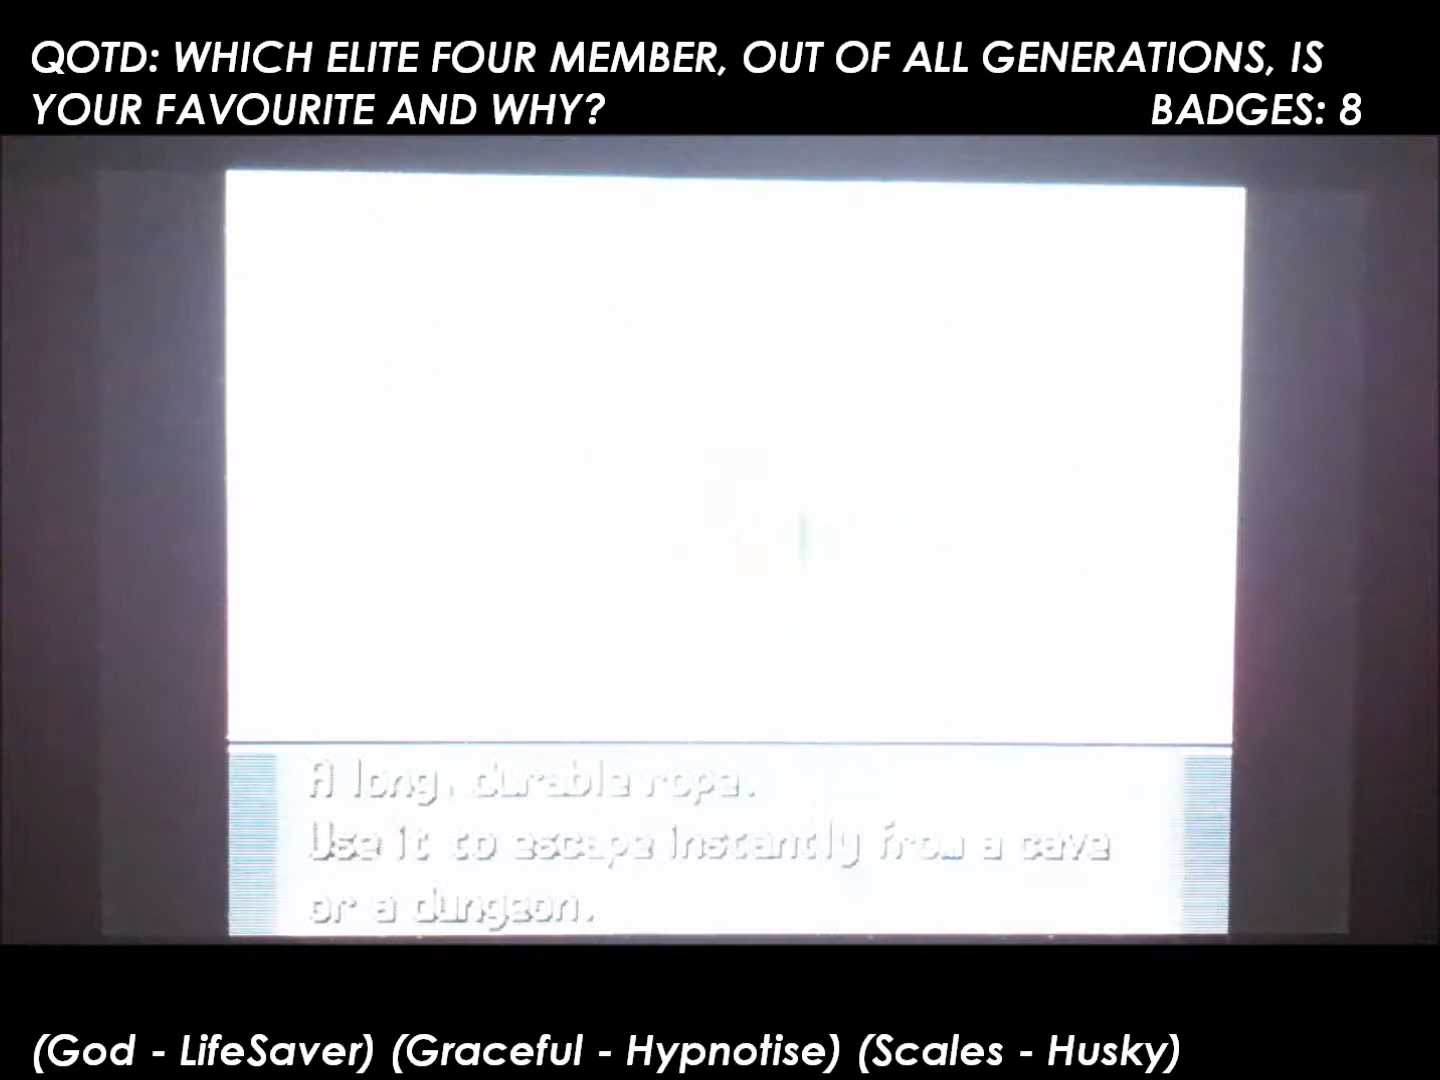 QOTD: WHICH ELITE FOUR MEMBER, OUT OF ALL GENERATIONS, IS
YOUR FAVOURITE AND WHY? BADGES: 8
A long, durable rope.
Use it to escape instantly from a cave
or a dungeon.
(God - LifeSaver) (Graceful - Hypnotise) (Scales - Husky)